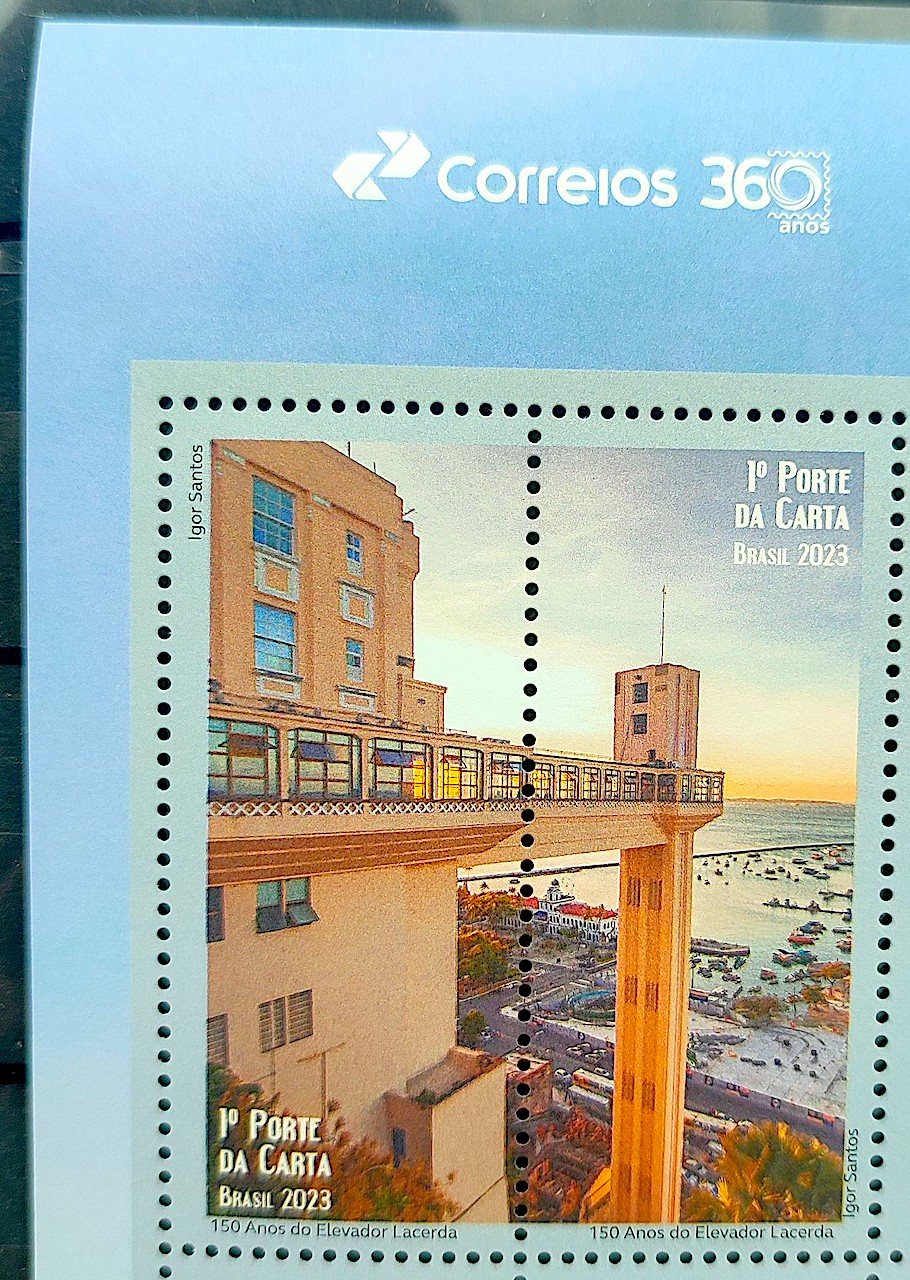 Correios 360
anos
Igor Santos
1º PORTE
DA CARTA
BRASIL 2023
1º PORTE
DA CARTA
BRASIL 2023
Igor Santos
150 Anos do Elevador Lacerda
150 Anos do Elevador Lacerda